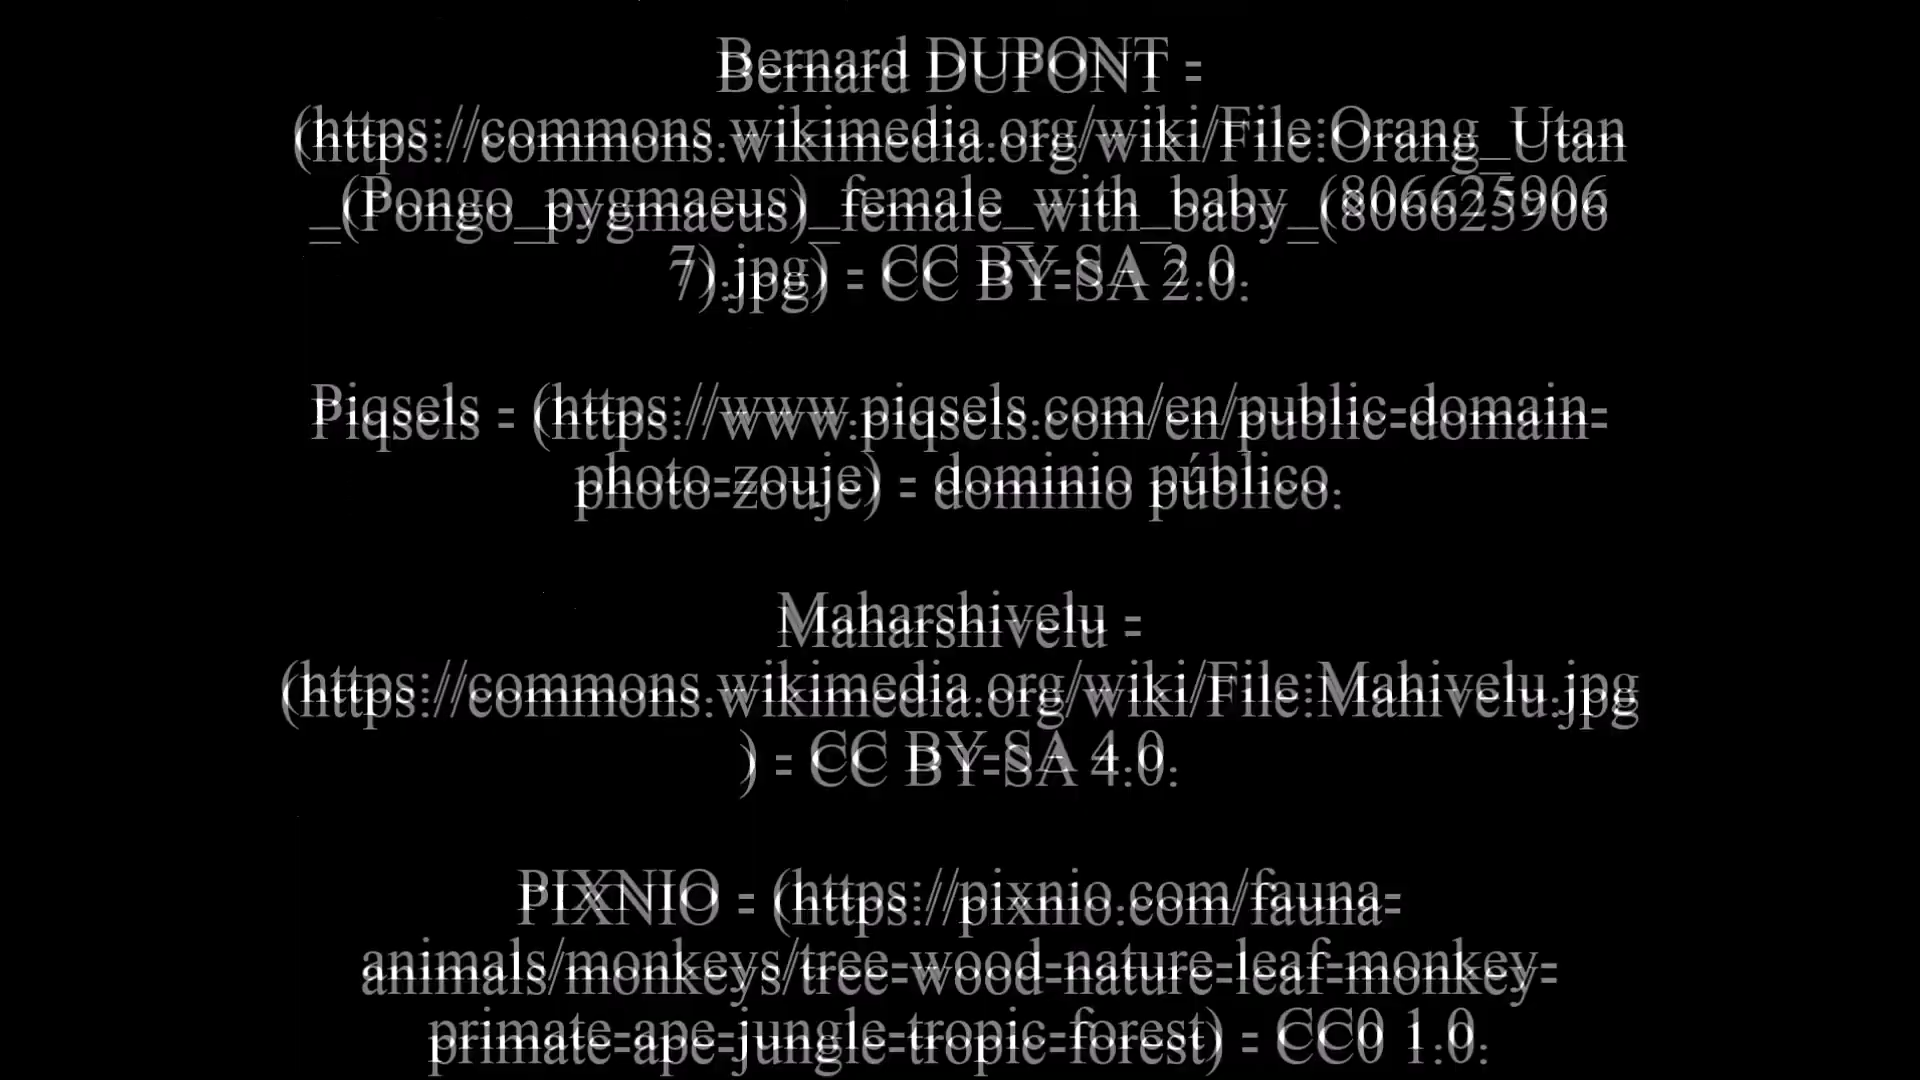 Bernard DUPONT -
(https://commons.wikimedia.org/wiki/File:Orang_Utan
_(Pongo_pygmaeus)_female_with_baby_(806625906
7).jpg) - CC BY-SA 2.0.
Piqsels - (https://www.piqsels.com/en/public-domain-
photo-zouje) - dominio público.
Maharshivelu -
(https://commons.wikimedia.org/wiki/File:Mahivelu.jpg
) - CC BY-SA 4.0.
PIXNIO - (https://pixnio.com/fauna-
animals/monkeys/tree-wood-nature-leaf-monkey-
primate-ape-jungle-tropic-forest) - CC0 1.0.